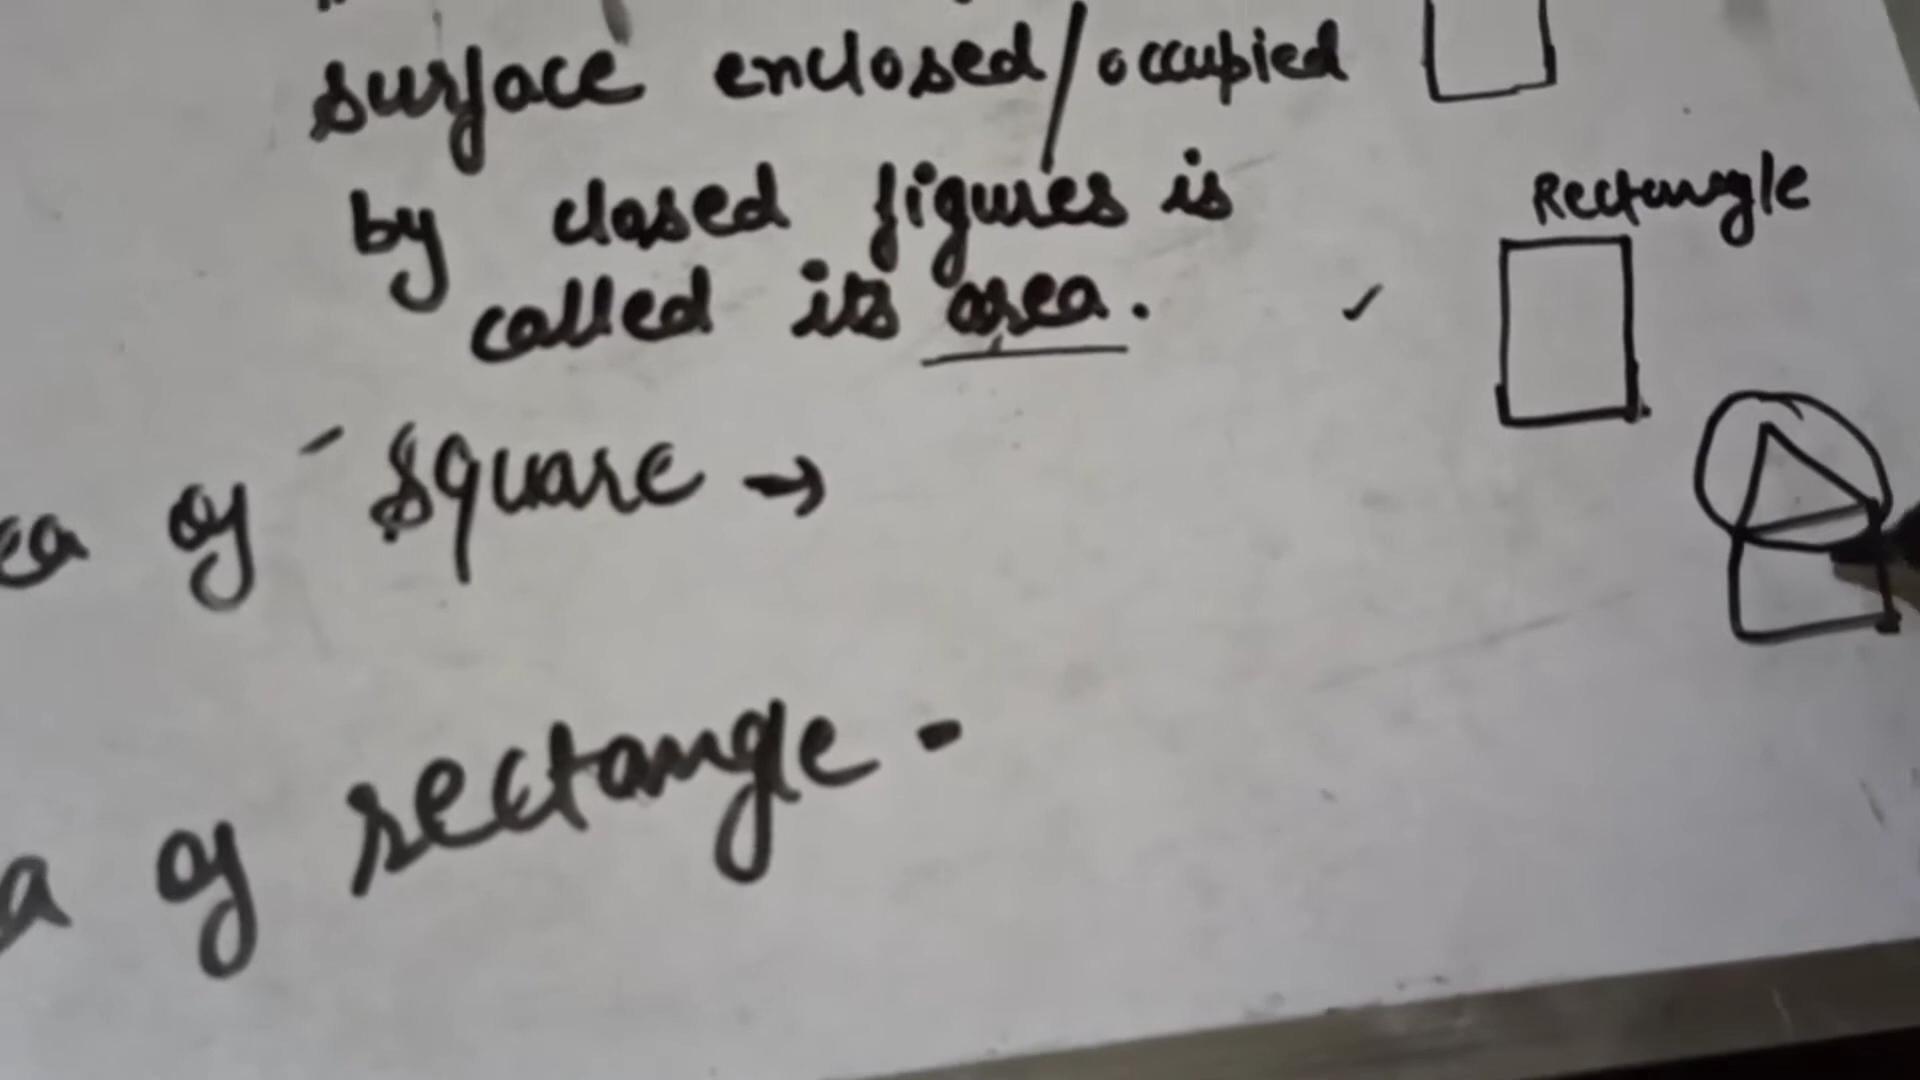 surface enclosed/occupied
by closed figures is
called its area.
Rectangle
of square →
of rectangle -